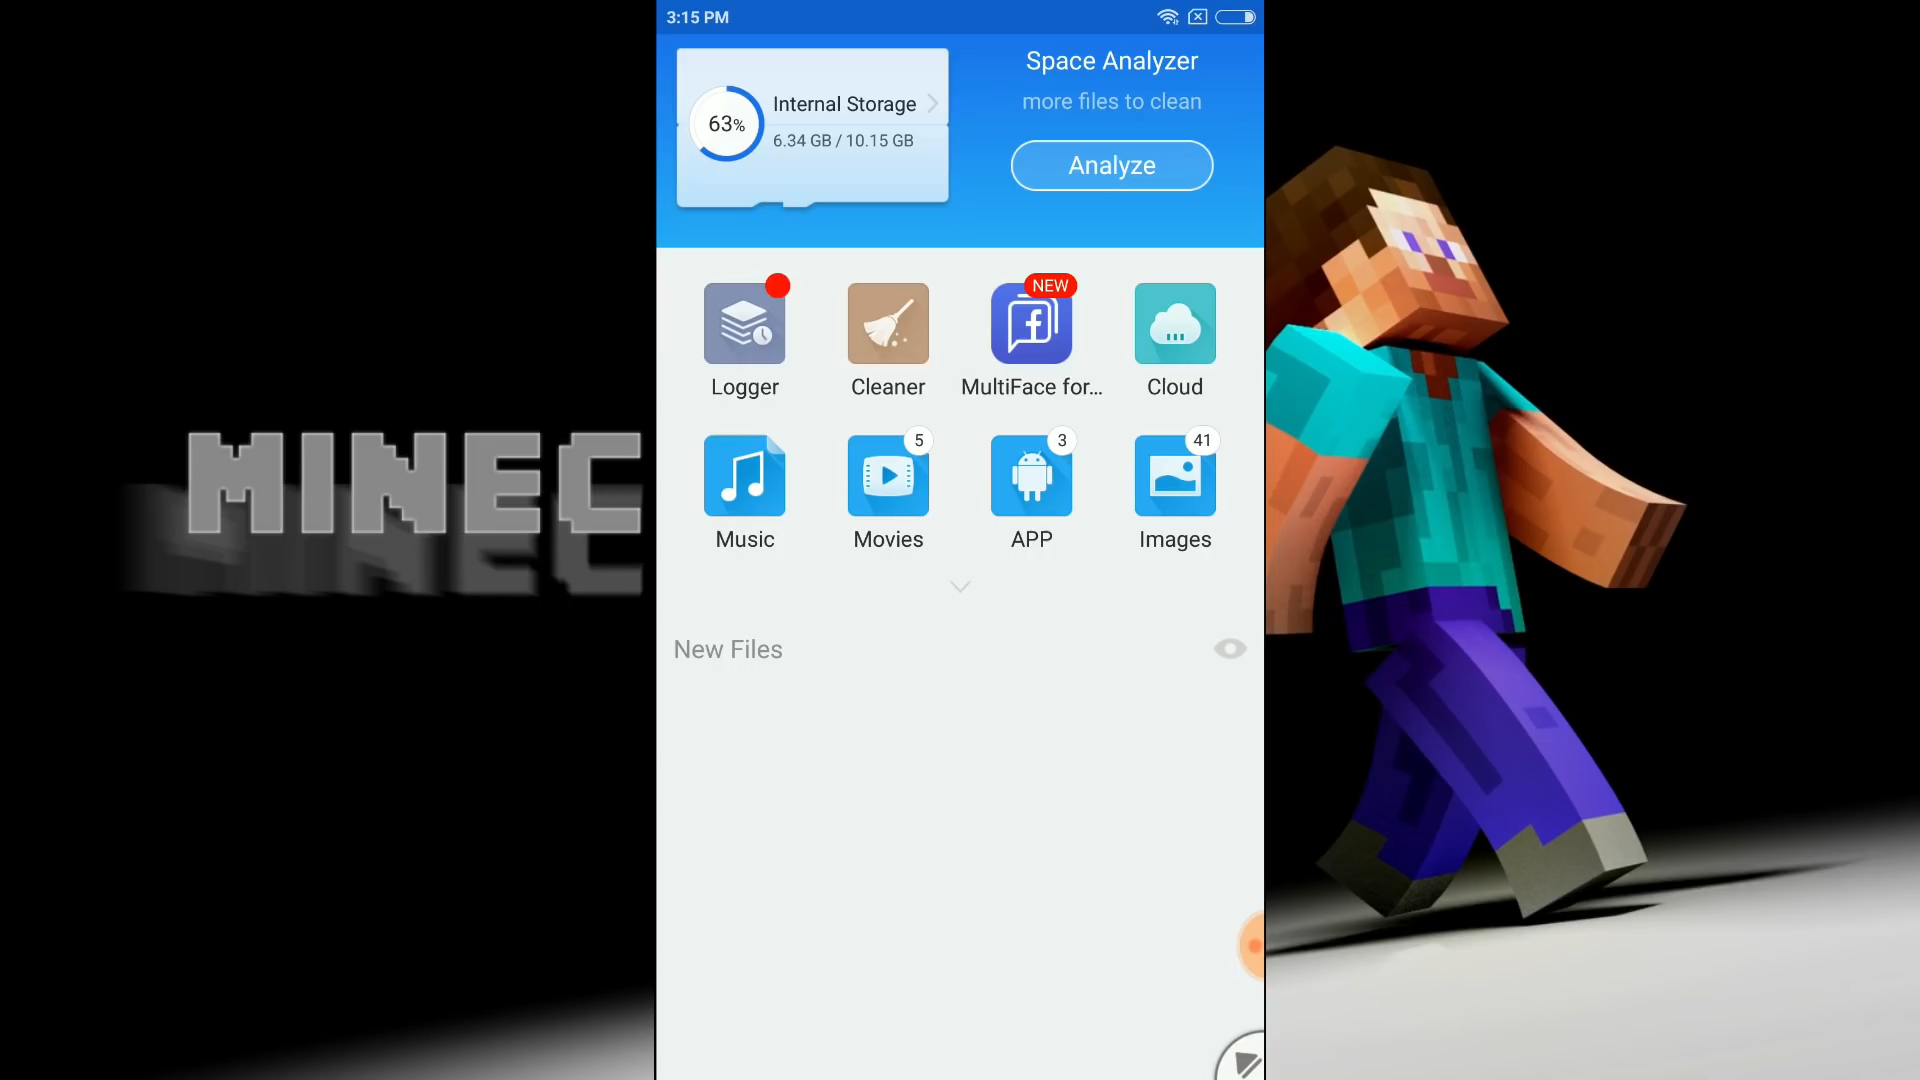 3:15 PM
63%
Internal Storage
6.34 GB / 10.15 GB
Space Analyzer
more files to clean
Analyze
NEW
Logger
Cleaner
MultiFace for...
Cloud
5
3
41
Music
Movies
APP
Images
New Files
MINEC